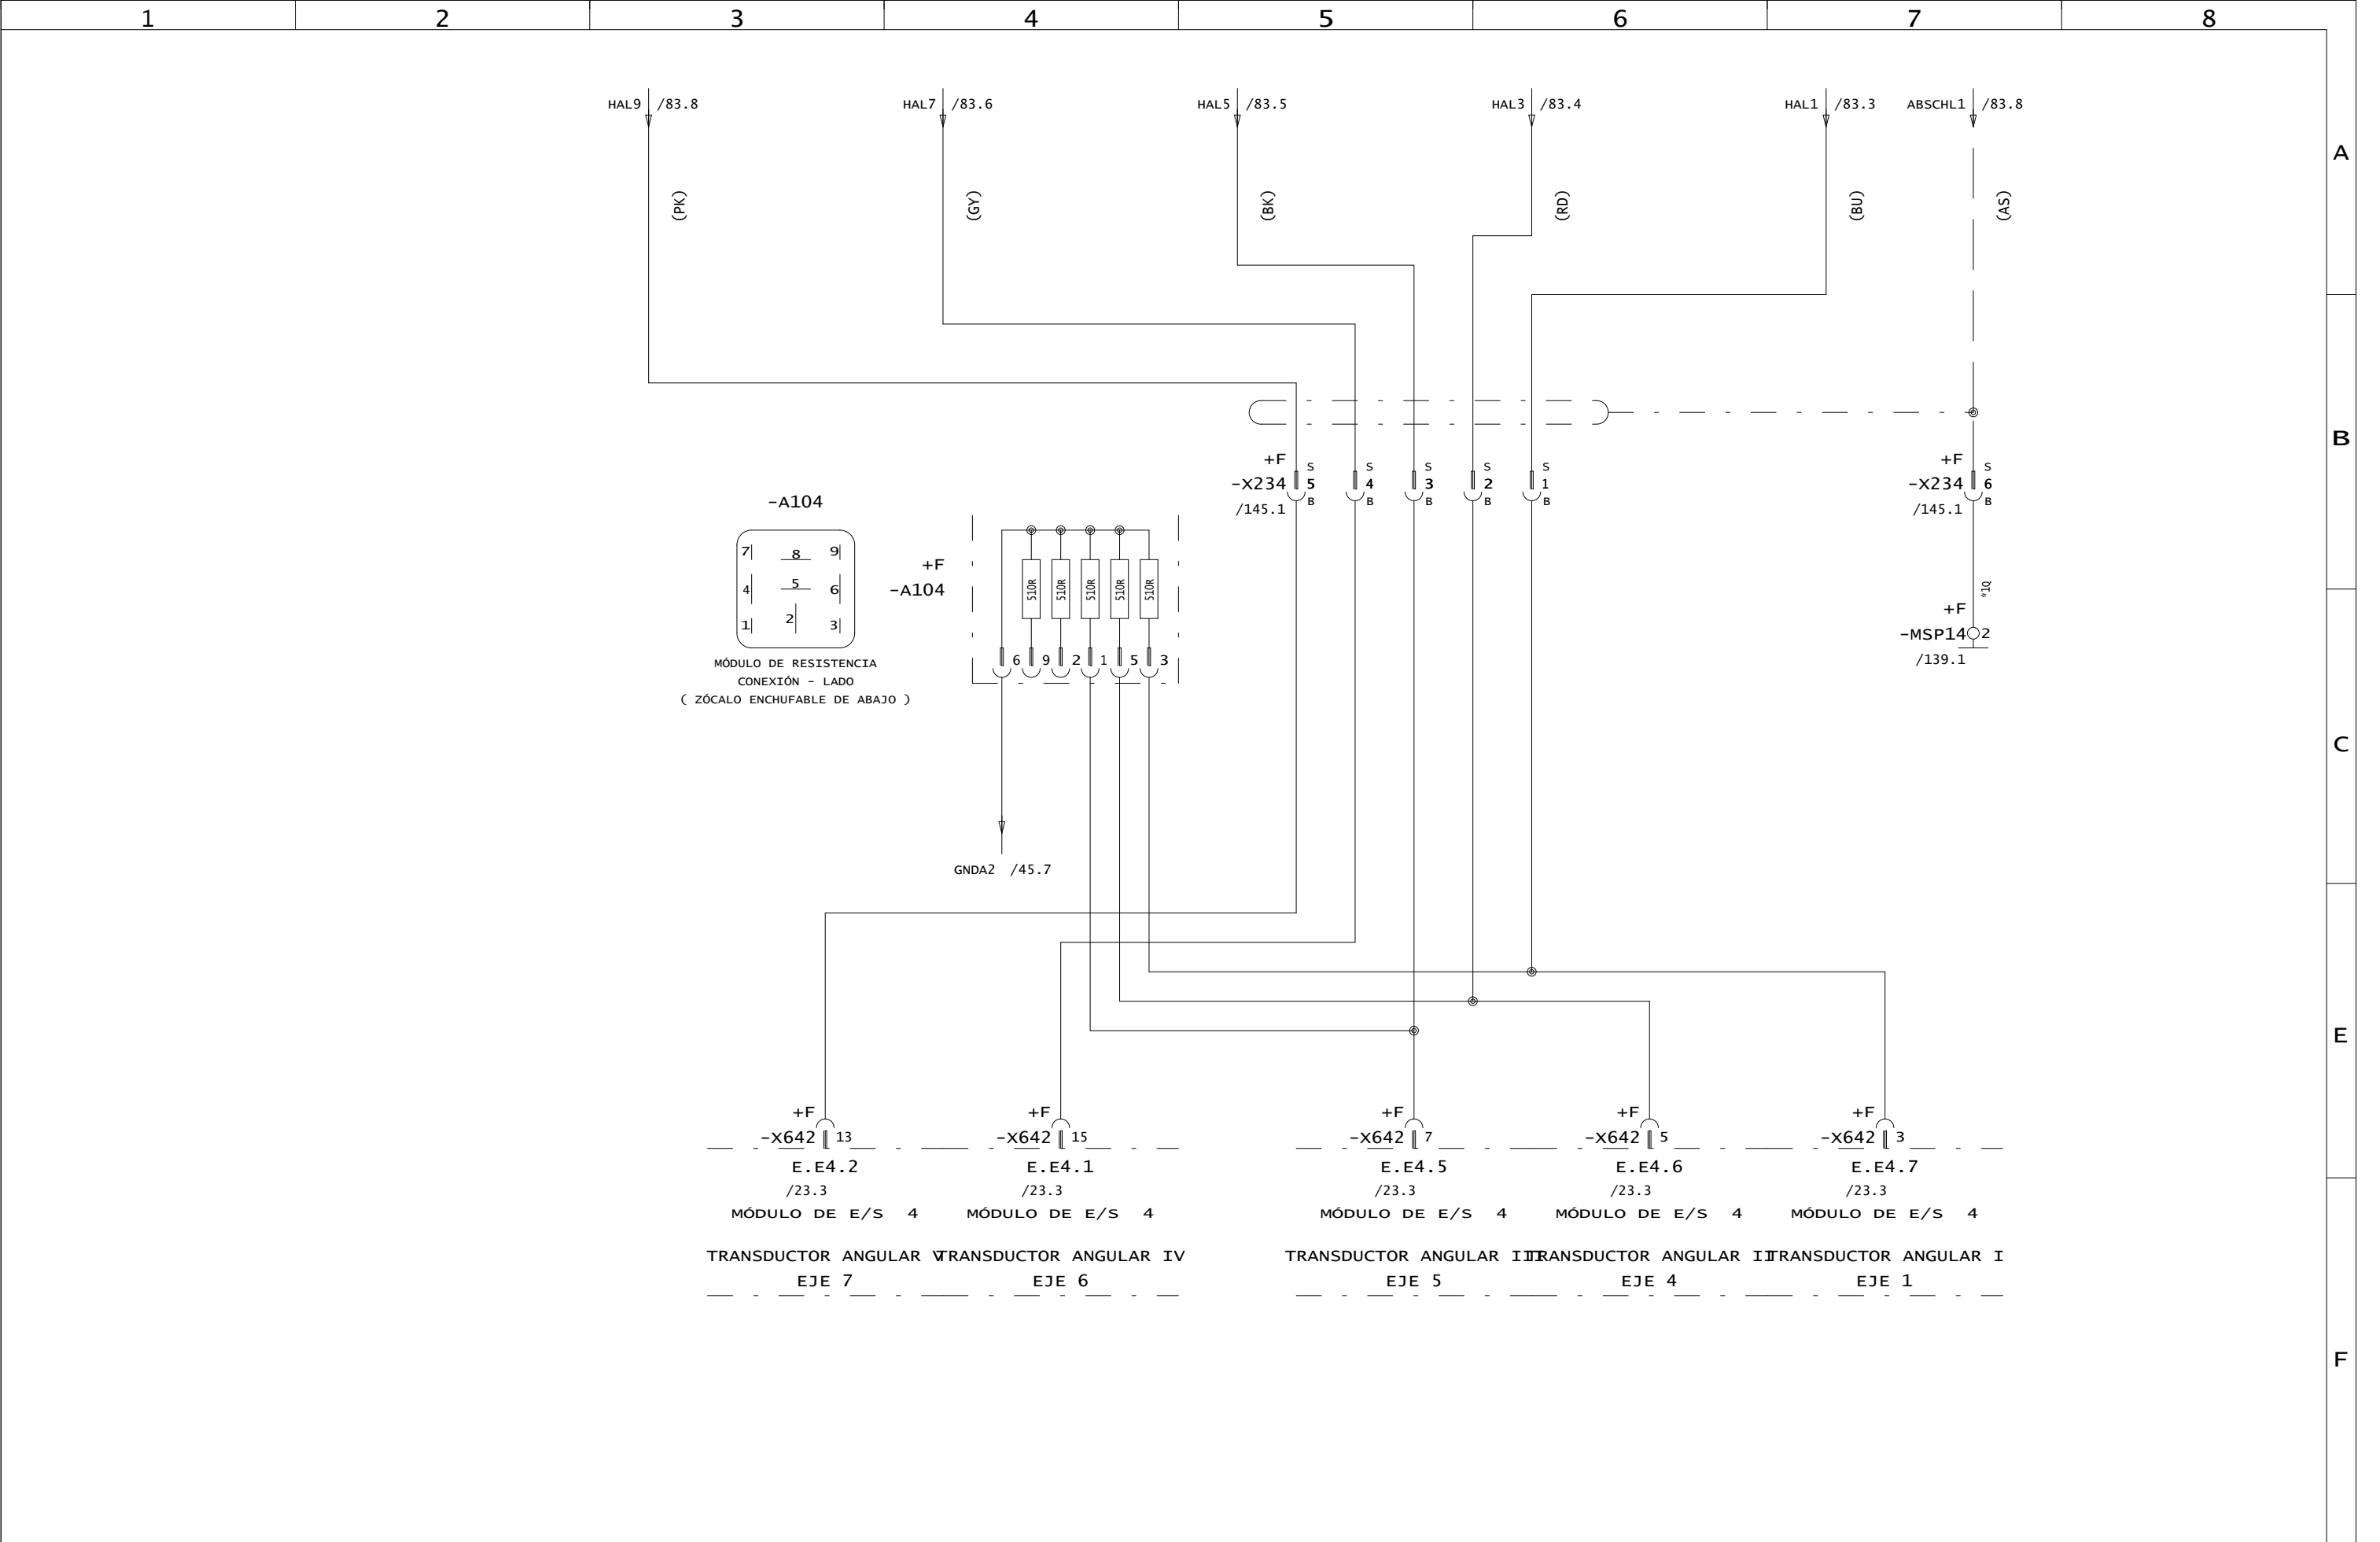 1 2 3 4 5 6 7 8
HAL9 /83.8 HAL7 /83.6 HAL5 /83.5 HAL3 /83.4 HAL1 /83.3 ABSCHL1 /83.8
A
(PK) (GY) (BK) (RD) (BU) (AS)
B
+F S S S S S +F S
-X234 5 4 3 2 1 -X234 6
/145.1 B B B B B /145.1 B
-A104
7 8 9
4 5 6
1 2 3
MÓDULO DE RESISTENCIA
CONEXIÓN - LADO
( ZÓCALO ENCHUFABLE DE ABAJO )
+F
-A104
510R 510R 510R 510R 510R
6 9 2 1 5 3
*1Q
+F
-MSP14 2
/139.1
C
GNDA2 /45.7
E
+F +F +F +F +F
-X642 13 -X642 15 -X642 7 -X642 5 -X642 3
E.E4.2 E.E4.1 E.E4.5 E.E4.6 E.E4.7
/23.3 /23.3 /23.3 /23.3 /23.3
MÓDULO DE E/S 4 MÓDULO DE E/S 4 MÓDULO DE E/S 4 MÓDULO DE E/S 4 MÓDULO DE E/S 4
TRANSDUCTOR ANGULAR V TRANSDUCTOR ANGULAR IV TRANSDUCTOR ANGULAR III TRANSDUCTOR ANGULAR II TRANSDUCTOR ANGULAR I
EJE 7 EJE 6 EJE 5 EJE 4 EJE 1
F